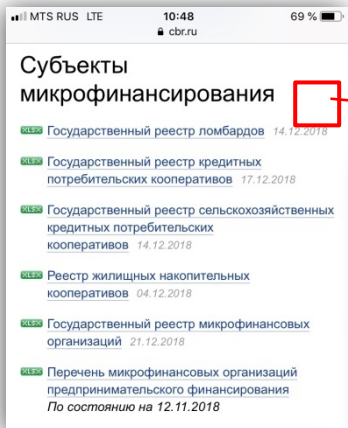 MTS RUS LTE 10:48 69 %
cbr.ru
Субъекты
микрофинансирования
XLSX Государственный реестр ломбардов 14.12.2018
XLSX Государственный реестр кредитных
потребительских кооперативов 17.12.2018
XLSX Государственный реестр сельскохозяйственных
кредитных потребительских
кооперативов 14.12.2018
XLSX Реестр жилищных накопительных
кооперативов 04.12.2018
XLSX Государственный реестр микрофинансовых
организаций 21.12.2018
XLSX Перечень микрофинансовых организаций
предпринимательского финансирования
По состоянию на 12.11.2018